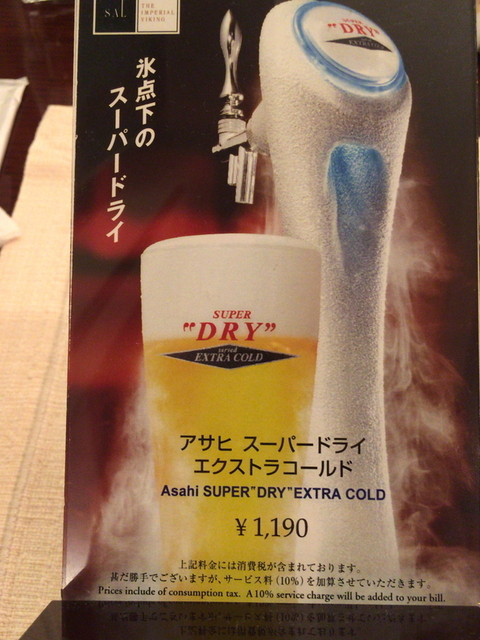 SAL
THE
IMPERIAL
VIKING
氷点下の
スーパードライ
SUPER
"DRY"
EXTRA COLD
SUPER
"DRY"
served
EXTRA COLD
アサヒ スーパードライ
エクストラコールド
Asahi SUPER"DRY"EXTRA COLD
¥1,190
上記料金には消費税が含まれております。
甚だ勝手でございますが、サービス料(10%)を加算させていただきます。
Prices include of consumption tax. A 10% service charge will be added to your bill.